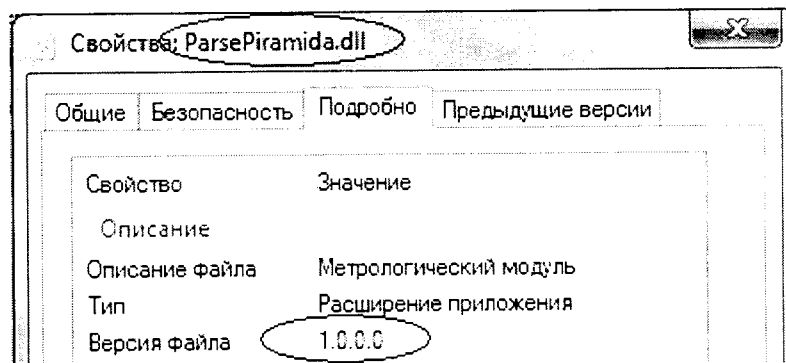 Свойства: ParsePiramida.dll
Общие Безопасность Подробно Предыдущие версии
Свойство Значение
Описание
Описание файла Метрологический модуль
Тип Расширение приложения
Версия файла 1.0.0.0